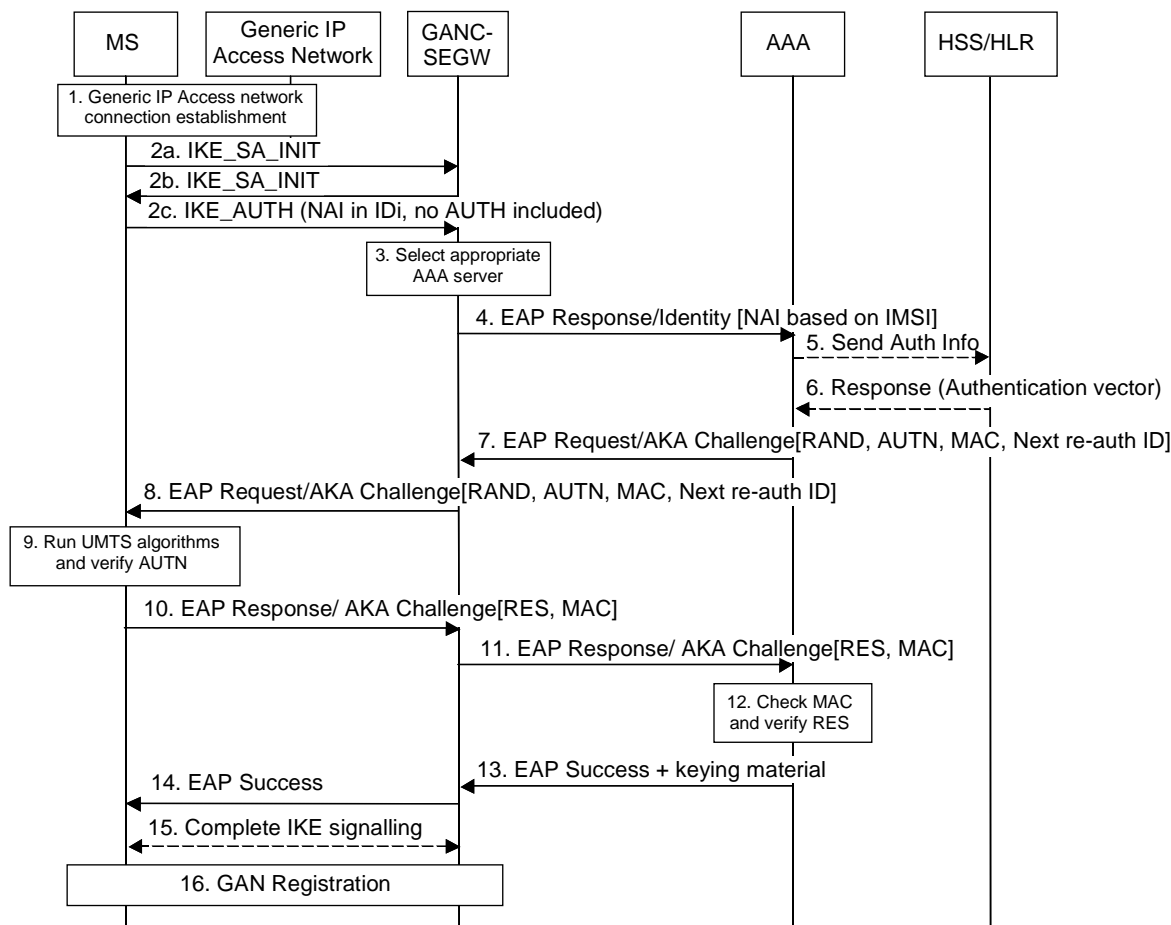 MS
Generic IP
Access Network
GANC-
SEGW
AAA
HSS/HLR
1. Generic IP Access network
connection establishment
2a. IKE_SA_INIT
2b. IKE_SA_INIT
2c. IKE_AUTH (NAI in IDi, no AUTH included)
3. Select appropriate
AAA server
4. EAP Response/Identity [NAI based on IMSI]
5. Send Auth Info
6. Response (Authentication vector)
7. EAP Request/AKA Challenge[RAND, AUTN, MAC, Next re-auth ID]
8. EAP Request/AKA Challenge[RAND, AUTN, MAC, Next re-auth ID]
9. Run UMTS algorithms
and verify AUTN
10. EAP Response/ AKA Challenge[RES, MAC]
11. EAP Response/ AKA Challenge[RES, MAC]
12. Check MAC
and verify RES
13. EAP Success + keying material
14. EAP Success
15. Complete IKE signalling
16. GAN Registration